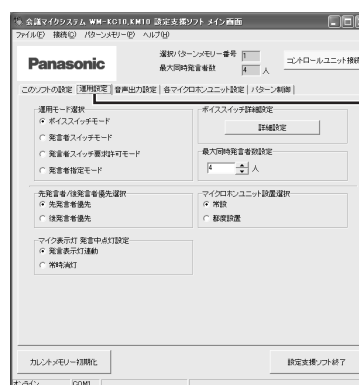 会議マイクシステム WM-KC10,KM10 設定支援ソフト メイン画面
ファイル(F) 接続(C) パターンメモリー(P) ヘルプ(H)
Panasonic
選択パターンメモリー番号 1
最大同時発言者数 4 人
コントロールユニット接続
このソフトの設定 運用設定 音声出力設定 各マイクロホンユニット設定 パターン制御
運用モード選択
ボイススイッチモード
発言者スイッチモード
発言者スイッチ要求許可モード
発言者指定モード
ボイススイッチ詳細設定
詳細設定
最大同時発言者数設定
4 人
先発言者/後発言者優先選択
先発言者優先
後発言者優先
マイクロホンユニット設置選択
常設
都度設置
マイク表示灯 発言中点灯設定
発言表示灯連動
常時消灯
カレントメモリー初期化
設定支援ソフト終了
オンライン COM1